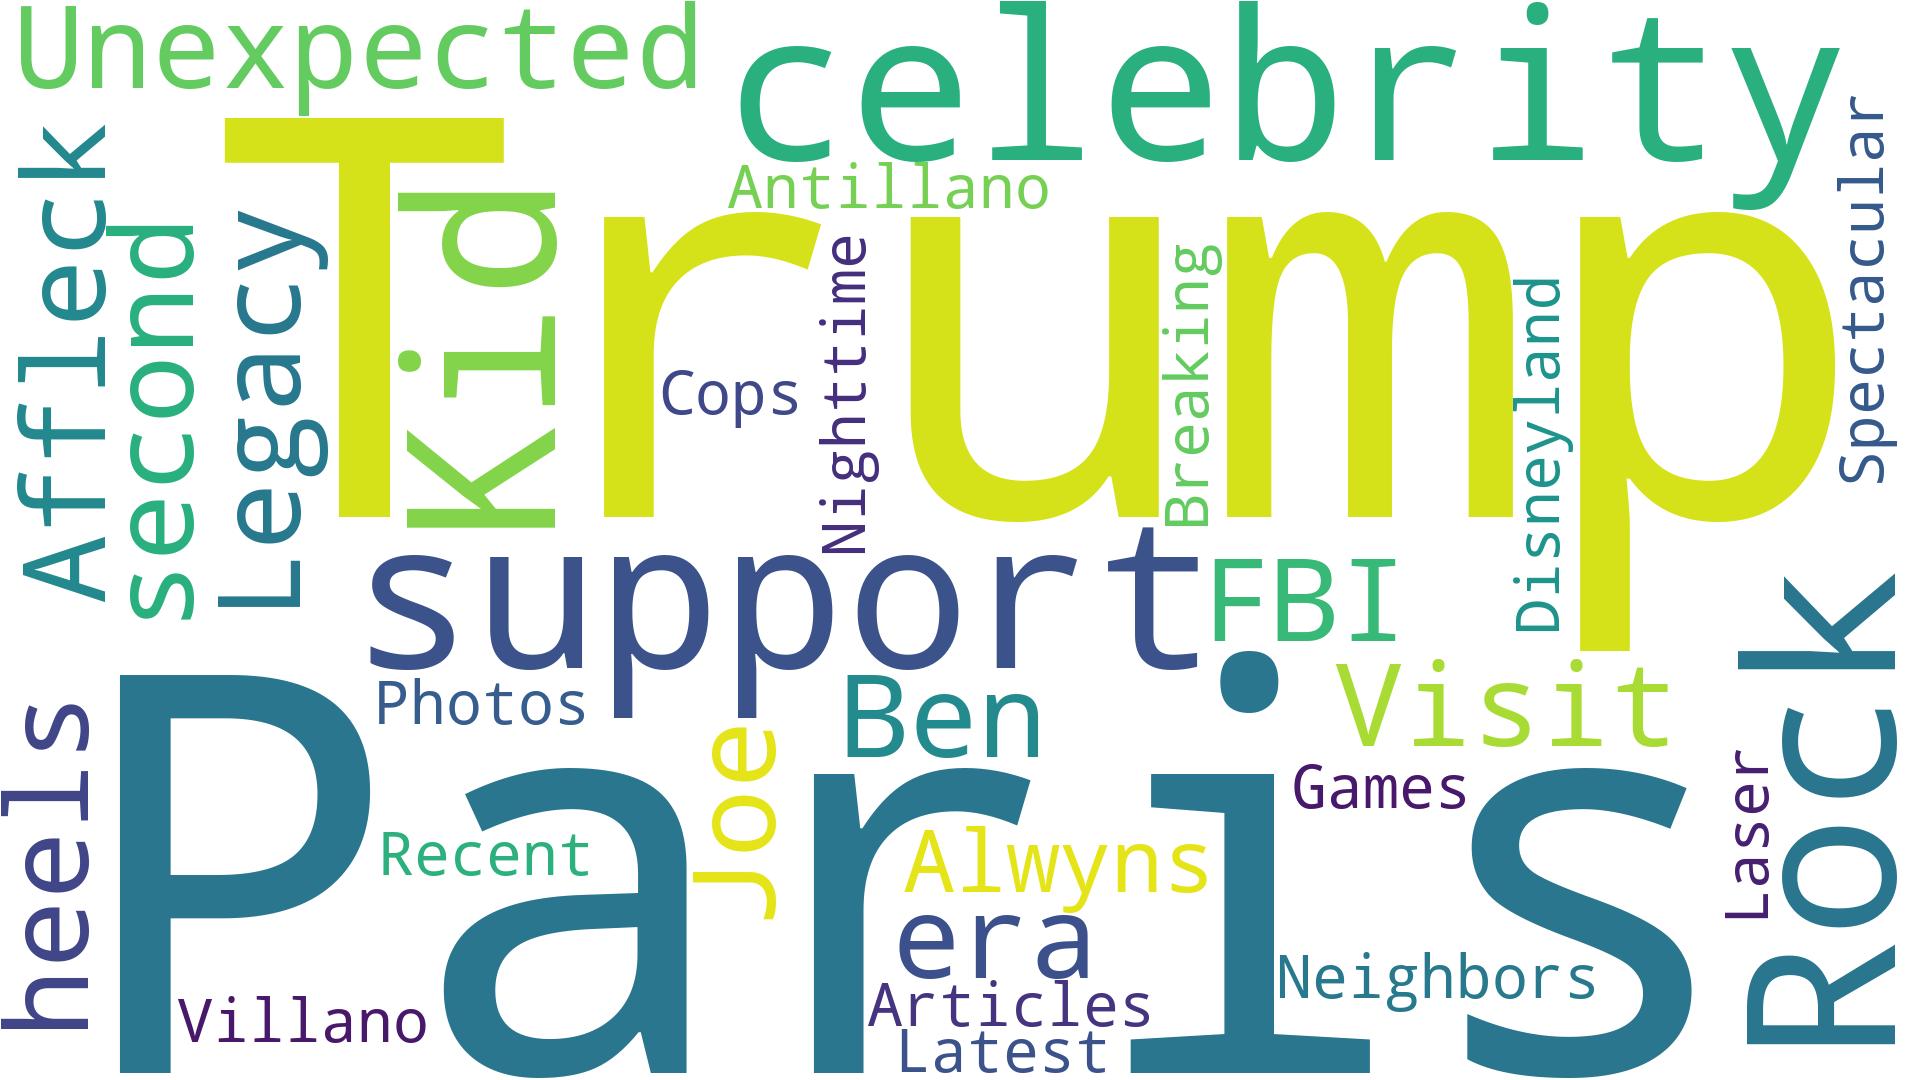 Unexpected
celebrity
Affleck
second
Legacy
Trump
Kid
Antillano
Cops
Nighttime
Breaking
Disneyland
Spectacular
support
FBI
Photos
Ben
Visit
Rock
heels
Paris
Joe
Games
Laser
Recent
Alwyns
era
Neighbors
Villano
Articles
Latest